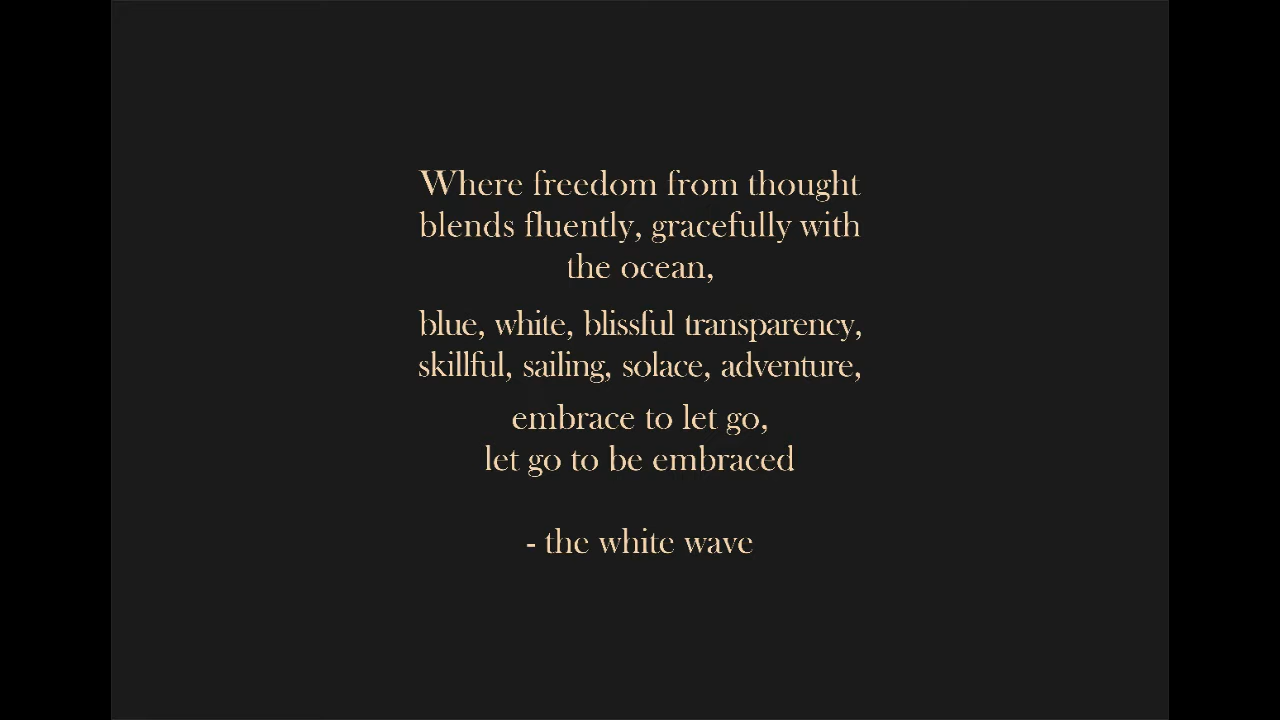 Where freedom from thought
blends fluently, gracefully with
the ocean,
blue, white, blissful transparency,
skillful, sailing, solace, adventure,
embrace to let go,
let go to be embraced
- the white wave